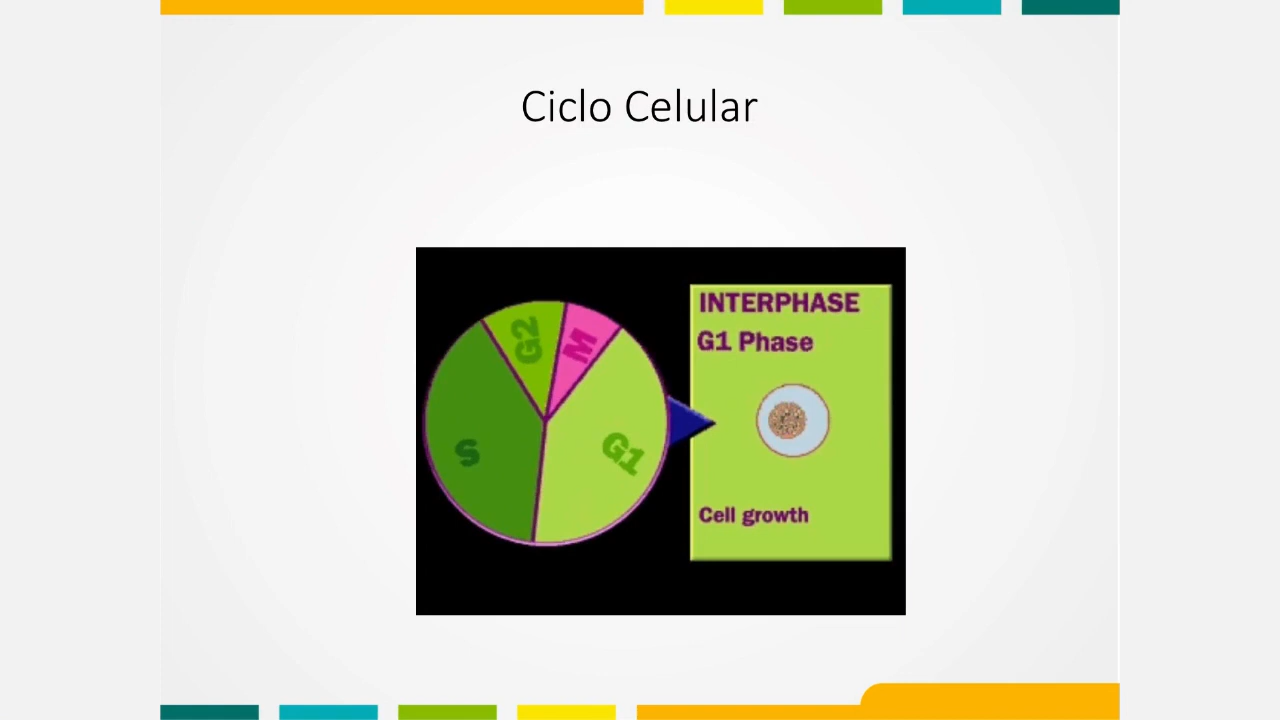 Ciclo Celular
INTERPHASE
G1 Phase
G2
M
S
G1
Cell growth